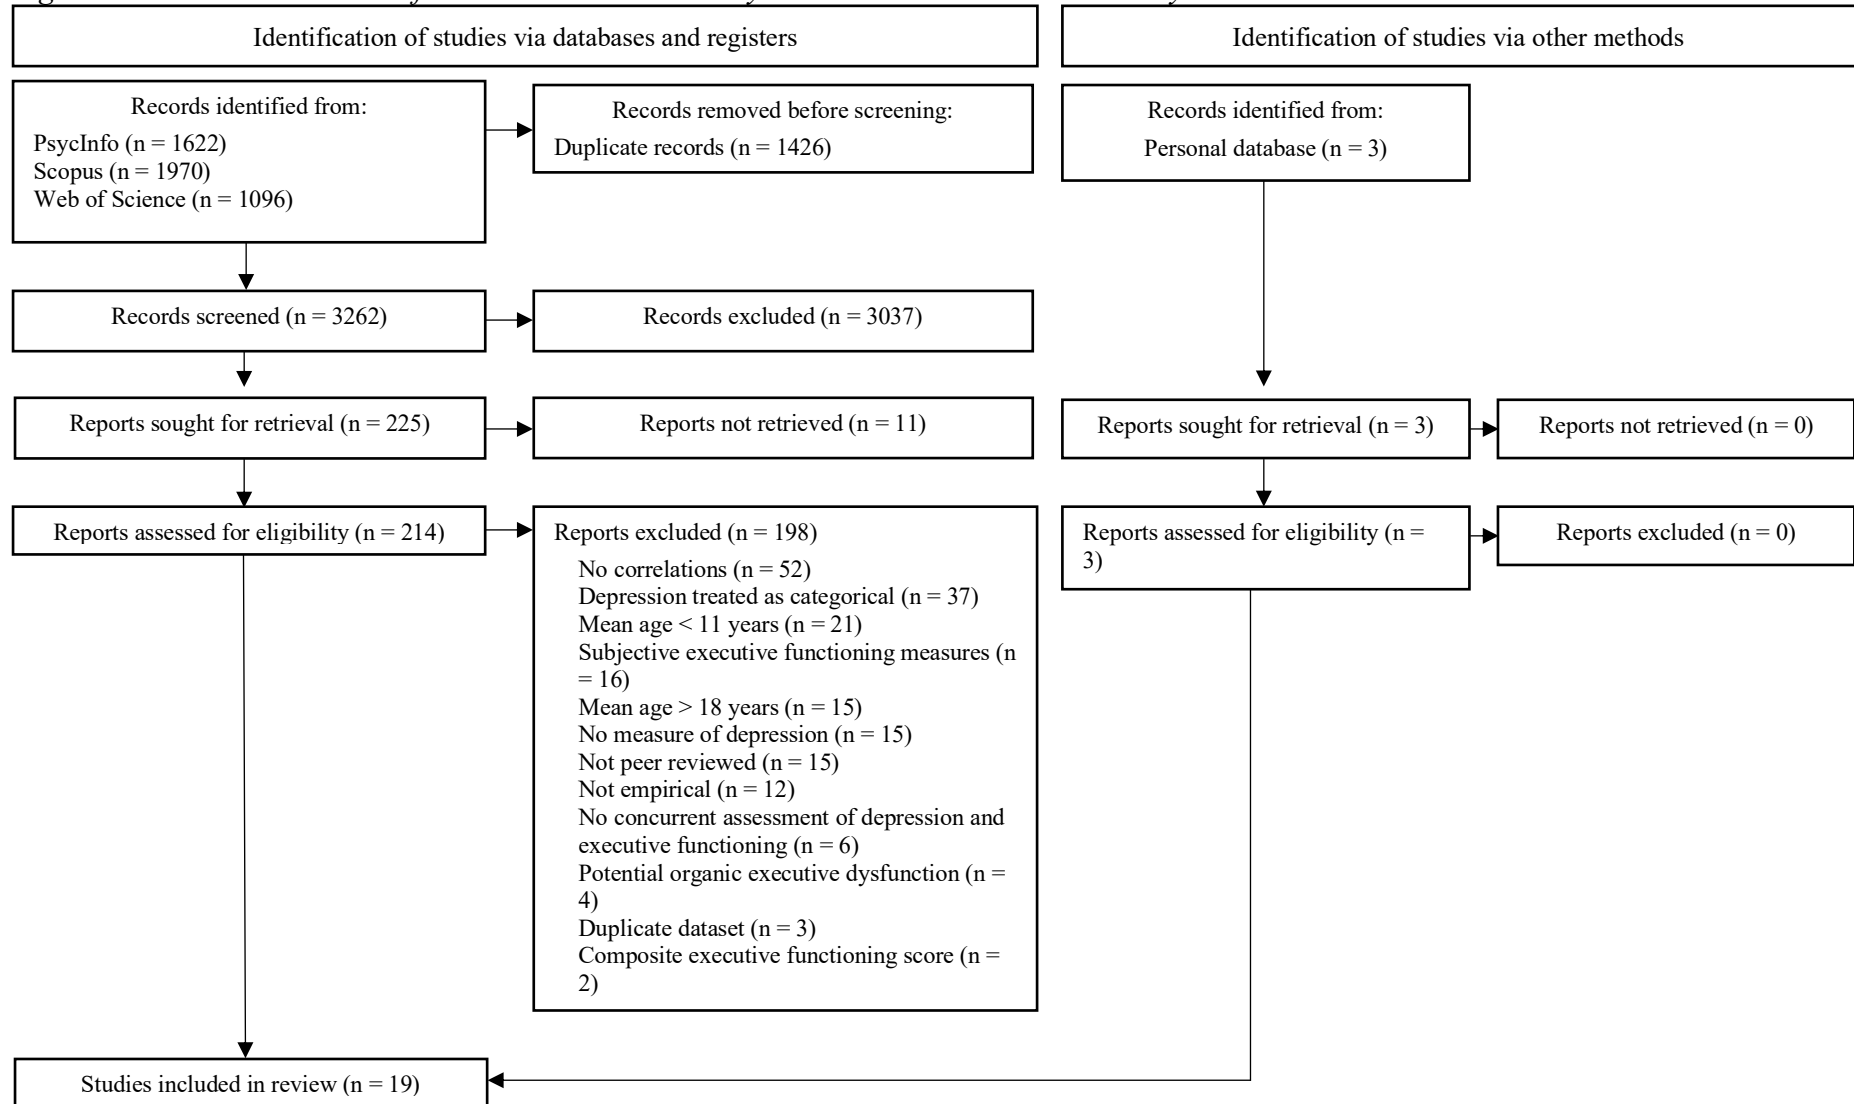 Identification of studies via databases and registers
Identification of studies via other methods
Records identified from:
PsycInfo (n = 1622)
Scopus (n = 1970)
Web of Science (n = 1096)
Records removed before screening:
Duplicate records (n = 1426)
Records identified from:
Personal database (n = 3)
Records screened (n = 3262)
Records excluded (n = 3037)
Reports sought for retrieval (n = 225)
Reports not retrieved (n = 11)
Reports sought for retrieval (n = 3)
Reports not retrieved (n = 0)
Reports assessed for eligibility (n = 214)
Reports excluded (n = 198)
No correlations (n = 52)
Depression treated as categorical (n = 37)
Mean age < 11 years (n = 21)
Subjective executive functioning measures (n
= 16)
Mean age > 18 years (n = 15)
No measure of depression (n = 15)
Not peer reviewed (n = 15)
Not empirical (n = 12)
No concurrent assessment of depression and
executive functioning (n = 6)
Potential organic executive dysfunction (n =
4)
Duplicate dataset (n = 3)
Composite executive functioning score (n =
2)
Reports assessed for eligibility (n =
3)
Reports excluded (n = 0)
Studies included in review (n = 19)